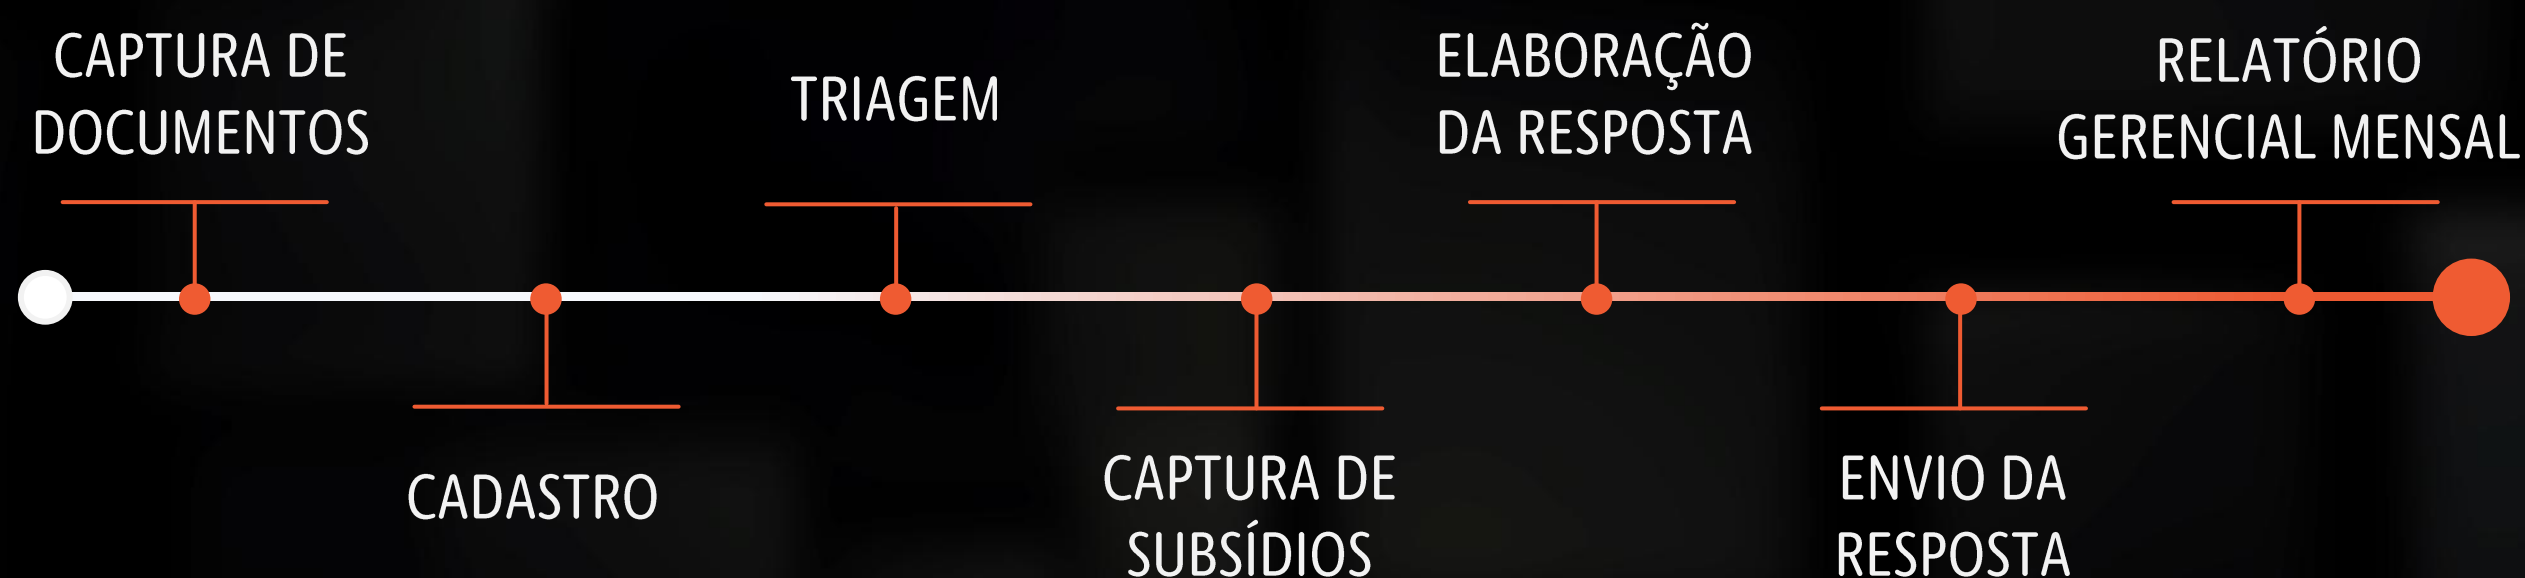 CAPTURA DE
DOCUMENTOS
CADASTRO
TRIAGEM
CAPTURA DE
SUBSÍDIOS
ELABORAÇÃO
DA RESPOSTA
ENVIO DA
RESPOSTA
RELATÓRIO
GERENCIAL MENSAL